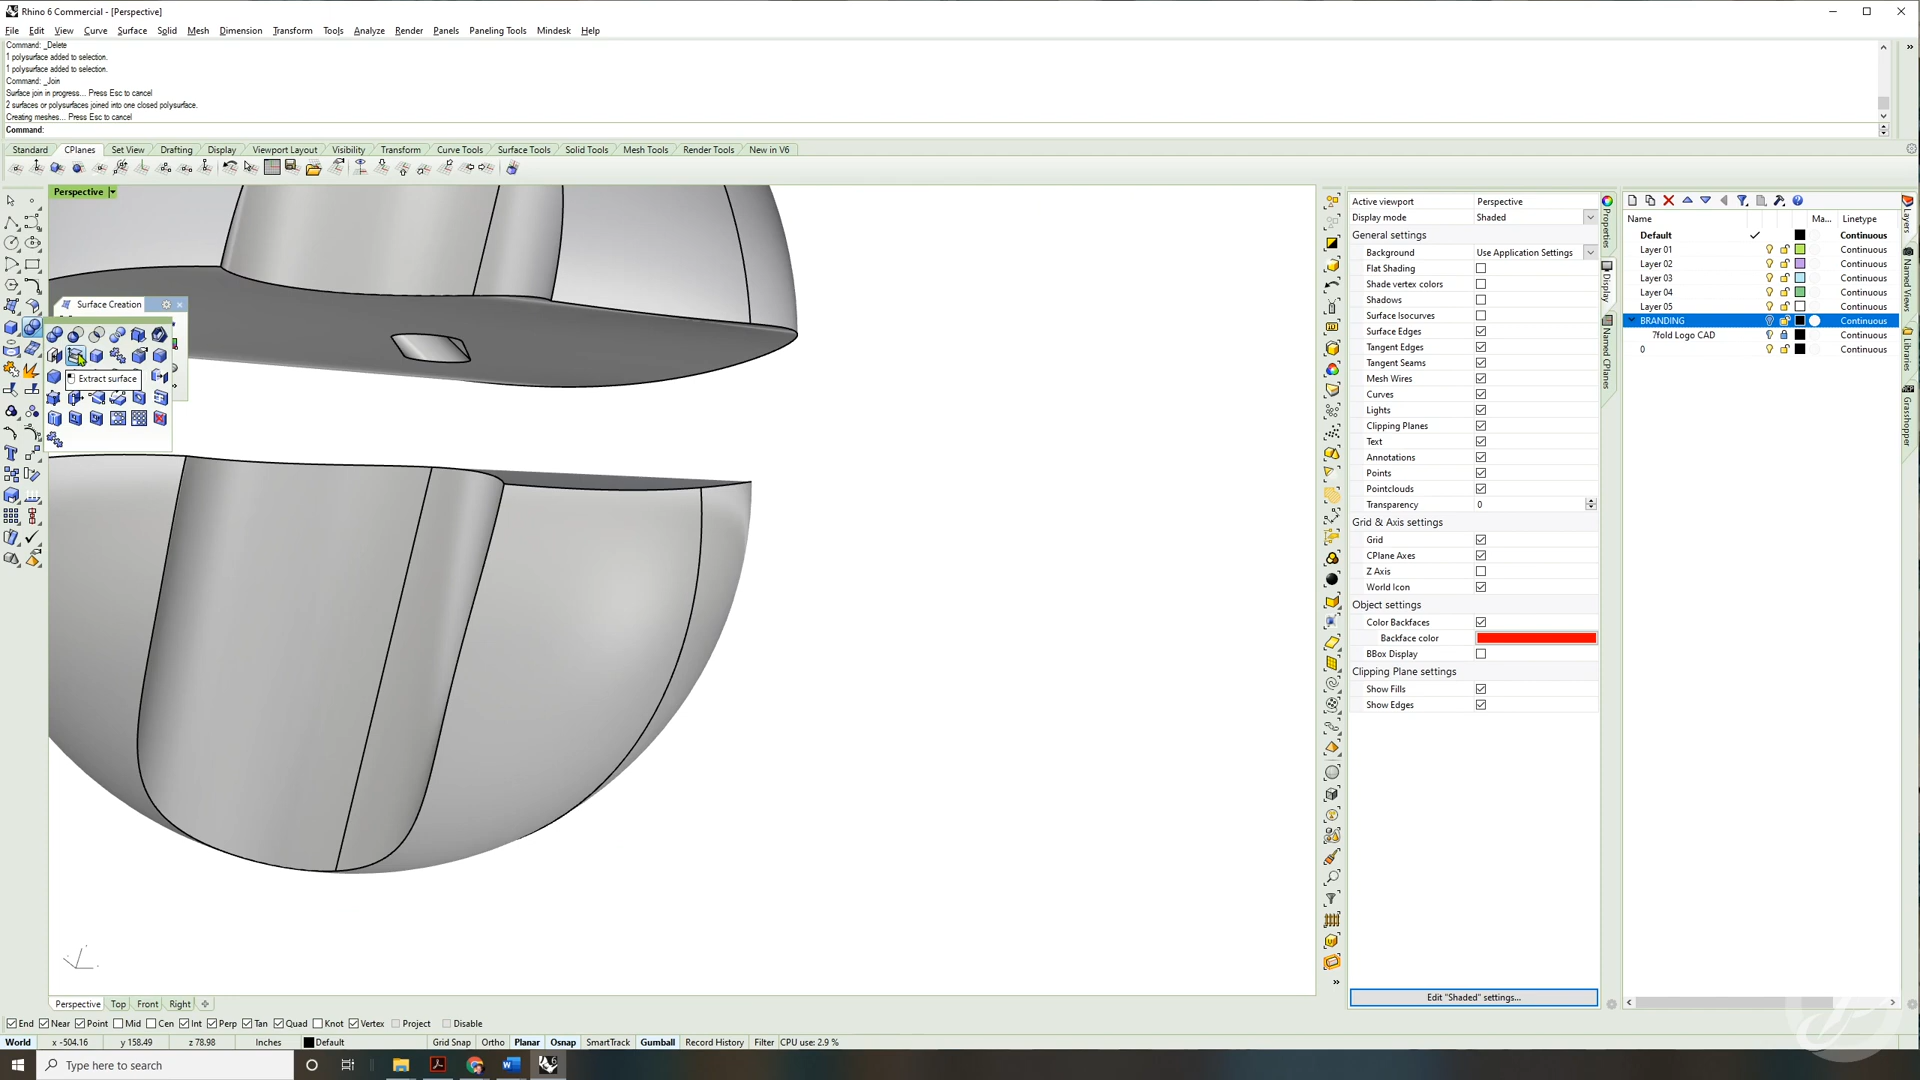 Rhino 6 Commercial - [Perspective]
File Edit View Curve Surface Solid Mesh Dimension Transform Tools Analyze Render Panels Paneling Tools Mindesk Help
Command: _Delete
1 polysurface added to selection.
1 polysurface added to selection.
Command: _Join
Surface join in progress... Press Esc to cancel
2 surfaces or polysurfaces joined into one closed polysurface.
Creating meshes... Press Esc to cancel
Command:
Standard CPlanes Set View Drafting Display Viewport Layout Visibility Transform Curve Tools Surface Tools Solid Tools Mesh Tools Render Tools New in V6
Perspective
Surface Creation
Extract surface
Active viewport Perspective
Display mode Shaded
General settings
Background Use Application Settings
Flat Shading
Shade vertex colors
Shadows
Surface Isocurves
Surface Edges
Tangent Edges
Tangent Seams
Mesh Wires
Curves
Lights
Clipping Planes
Text
Annotations
Points
Pointclouds
Transparency 0
Grid & Axis settings
Grid
CPlane Axes
Z Axis
World Icon
Object settings
Color Backfaces
Backface color
BBox Display
Clipping Plane settings
Show Fills
Show Edges
Edit "Shaded" settings...
Properties
Display
Named CPlanes
Name Ma... Linetype
Default Continuous
Layer 01 Continuous
Layer 02 Continuous
Layer 03 Continuous
Layer 04 Continuous
Layer 05 Continuous
BRANDING Continuous
7fold Logo CAD Continuous
0 Continuous
Layers
Named Views
Libraries
Grasshopper
Perspective Top Front Right
End Near Point Mid Cen Int Perp Tan Quad Knot Vertex Project Disable
World x -504.16 y 158.49 z 78.98 Inches Default Grid Snap Ortho Planar Osnap SmartTrack Gumball Record History Filter CPU use: 2.9 %
Type here to search